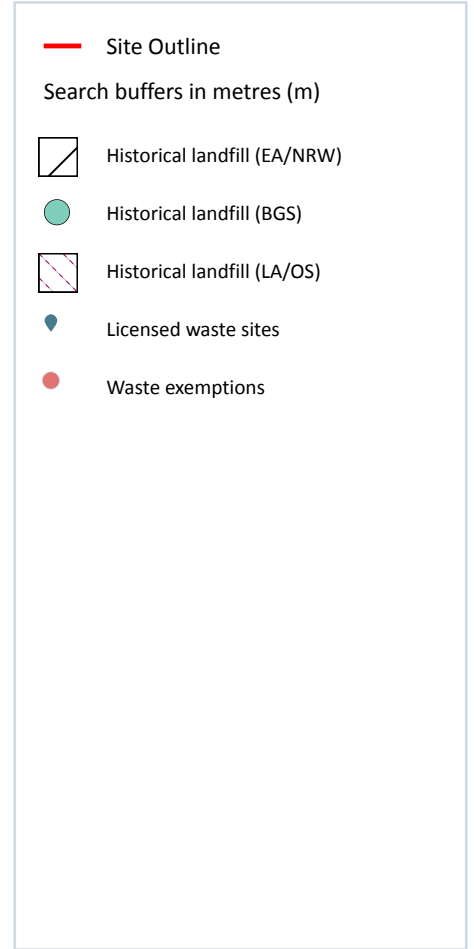 Site Outline
Search buffers in metres (m)
Historical landfill (EA/NRW)
Historical landfill (BGS)
Historical landfill (LA/OS)
Licensed waste sites
Waste exemptions